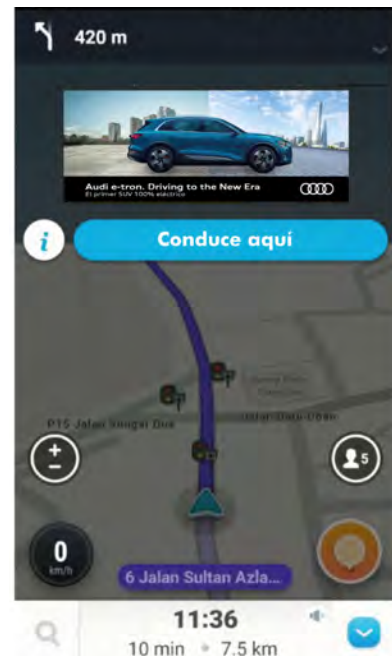 420 m
Audi e-tron. Driving to the New Era
El primer SUV 100% eléctrico
i
Conduce aquí
P15 Jalan Sungai Dua
5
0
km/h
6 Jalan Sultan Azla...
11:36
10 min • 7.5 km